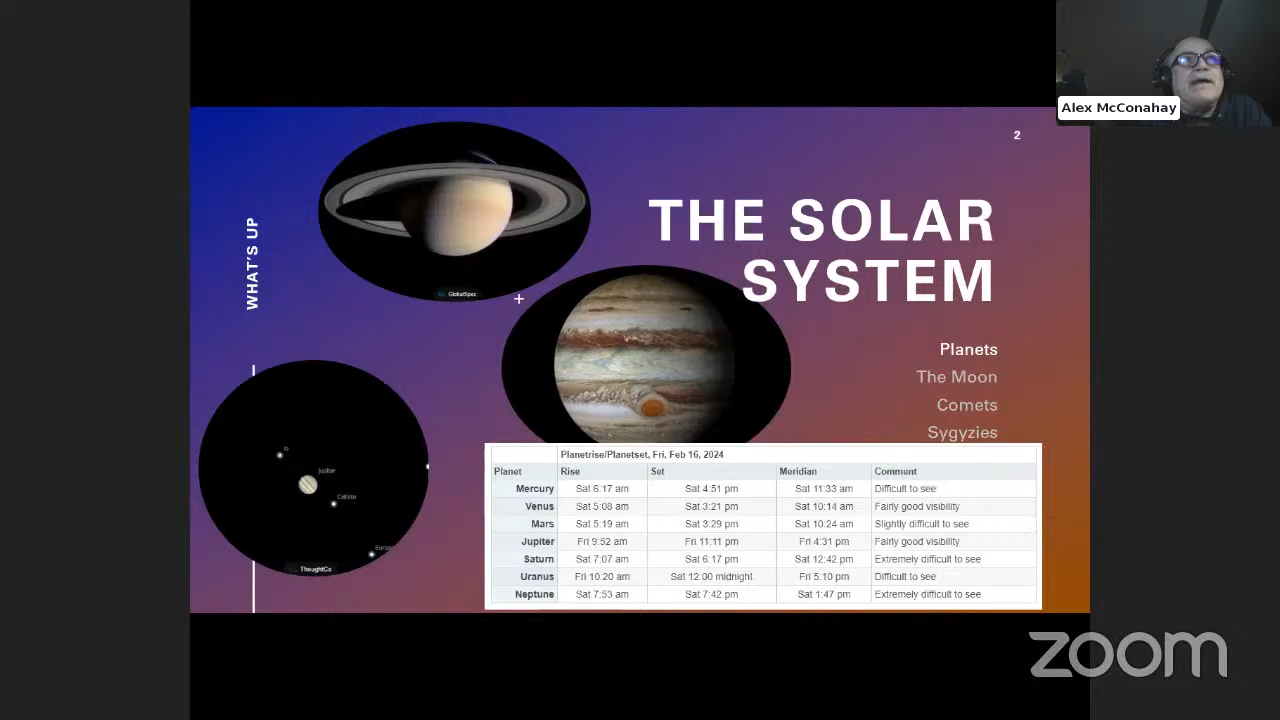 Alex McConahay
2
WHAT'S UP
THE SOLAR
SYSTEM
GlobalSpec
Planets
The Moon
Comets
Sygyzies
Io
Jupiter
Callisto
Europ
ThoughtCo
Planetrise/Planetset, Fri, Feb 16, 2024
Planet Rise Set Meridian Comment
Mercury Sat 6:17 am Sat 4:51 pm Sat 11:33 am Difficult to see
Venus Sat 5:08 am Sat 3:21 pm Sat 10:14 am Fairly good visibility
Mars Sat 5:19 am Sat 3:29 pm Sat 10:24 am Slightly difficult to see
Jupiter Fri 9:52 am Fri 11:11 pm Fri 4:31 pm Fairly good visibility
Saturn Sat 7:07 am Sat 6:17 pm Sat 12:42 pm Extremely difficult to see
Uranus Fri 10:20 am Sat 12:00 midnight Fri 5:10 pm Difficult to see
Neptune Sat 7:53 am Sat 7:42 pm Sat 1:47 pm Extremely difficult to see
zoom